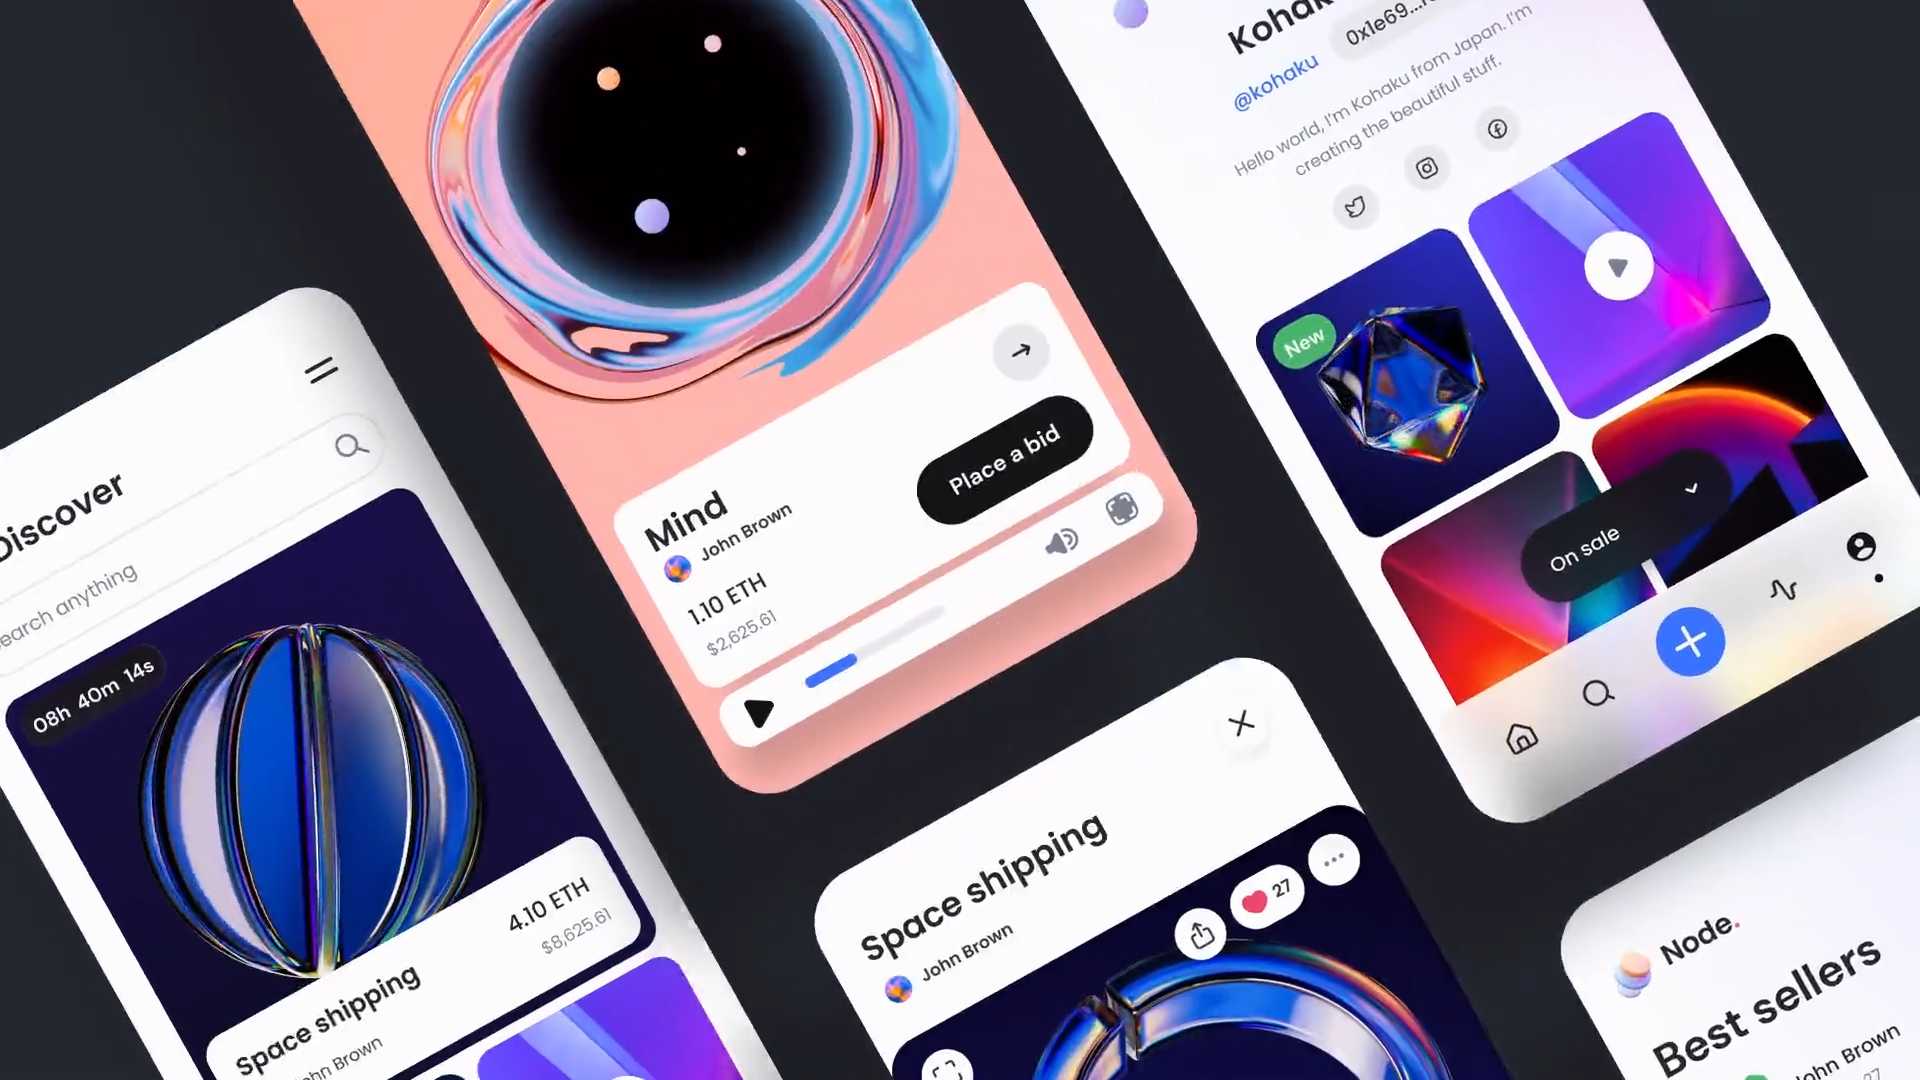 Discover
earch anything
08h 40m 14s
Space shipping
4.10 ETH
John Brown
$8,625.61
Mind
John Brown
1.10 ETH
$2,625.61
Place a bid
Space shipping
John Brown
27
@kohaku
0x1e69...
Hello world, I'm Kohaku from Japan. I'm
creating the beautiful stuff.
New
On sale
Node.
Best sellers
John Brown
27